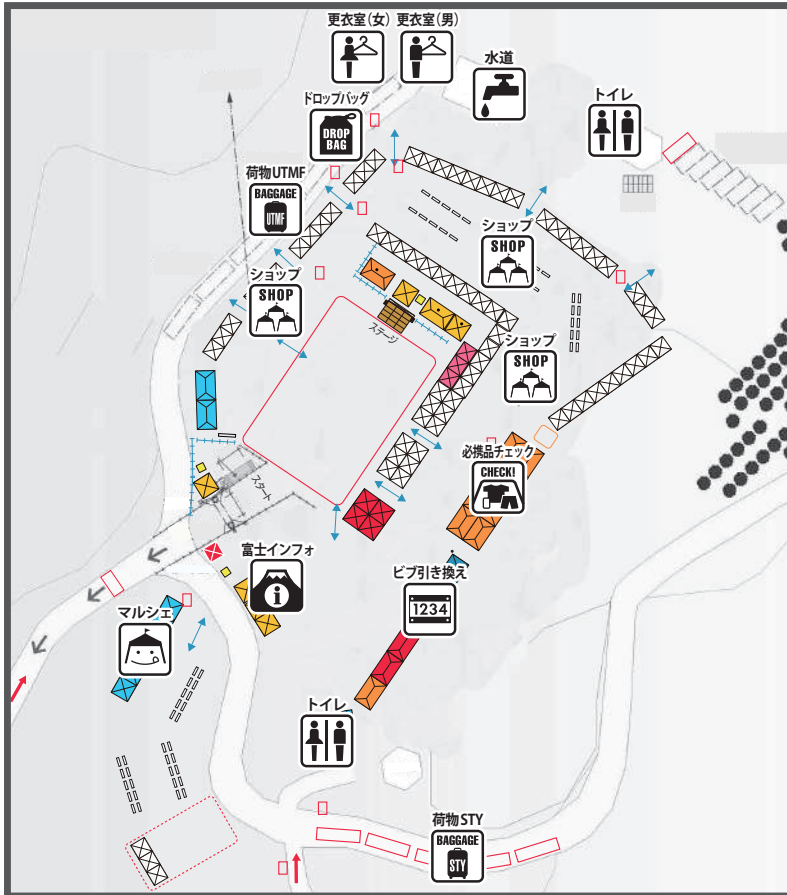 更衣室(女)
更衣室(男)
水道
トイレ
ドロップバッグ
DROP
BAG
荷物UTMF
BAGGAGE
UTMF
ショップ
SHOP
ショップ
SHOP
ステージ
ショップ
SHOP
必携品チェック
CHECK!
スタート
富士インフォ
i
ビブ引き換え
1234
マルシェ
トイレ
荷物STY
BAGGAGE
STY